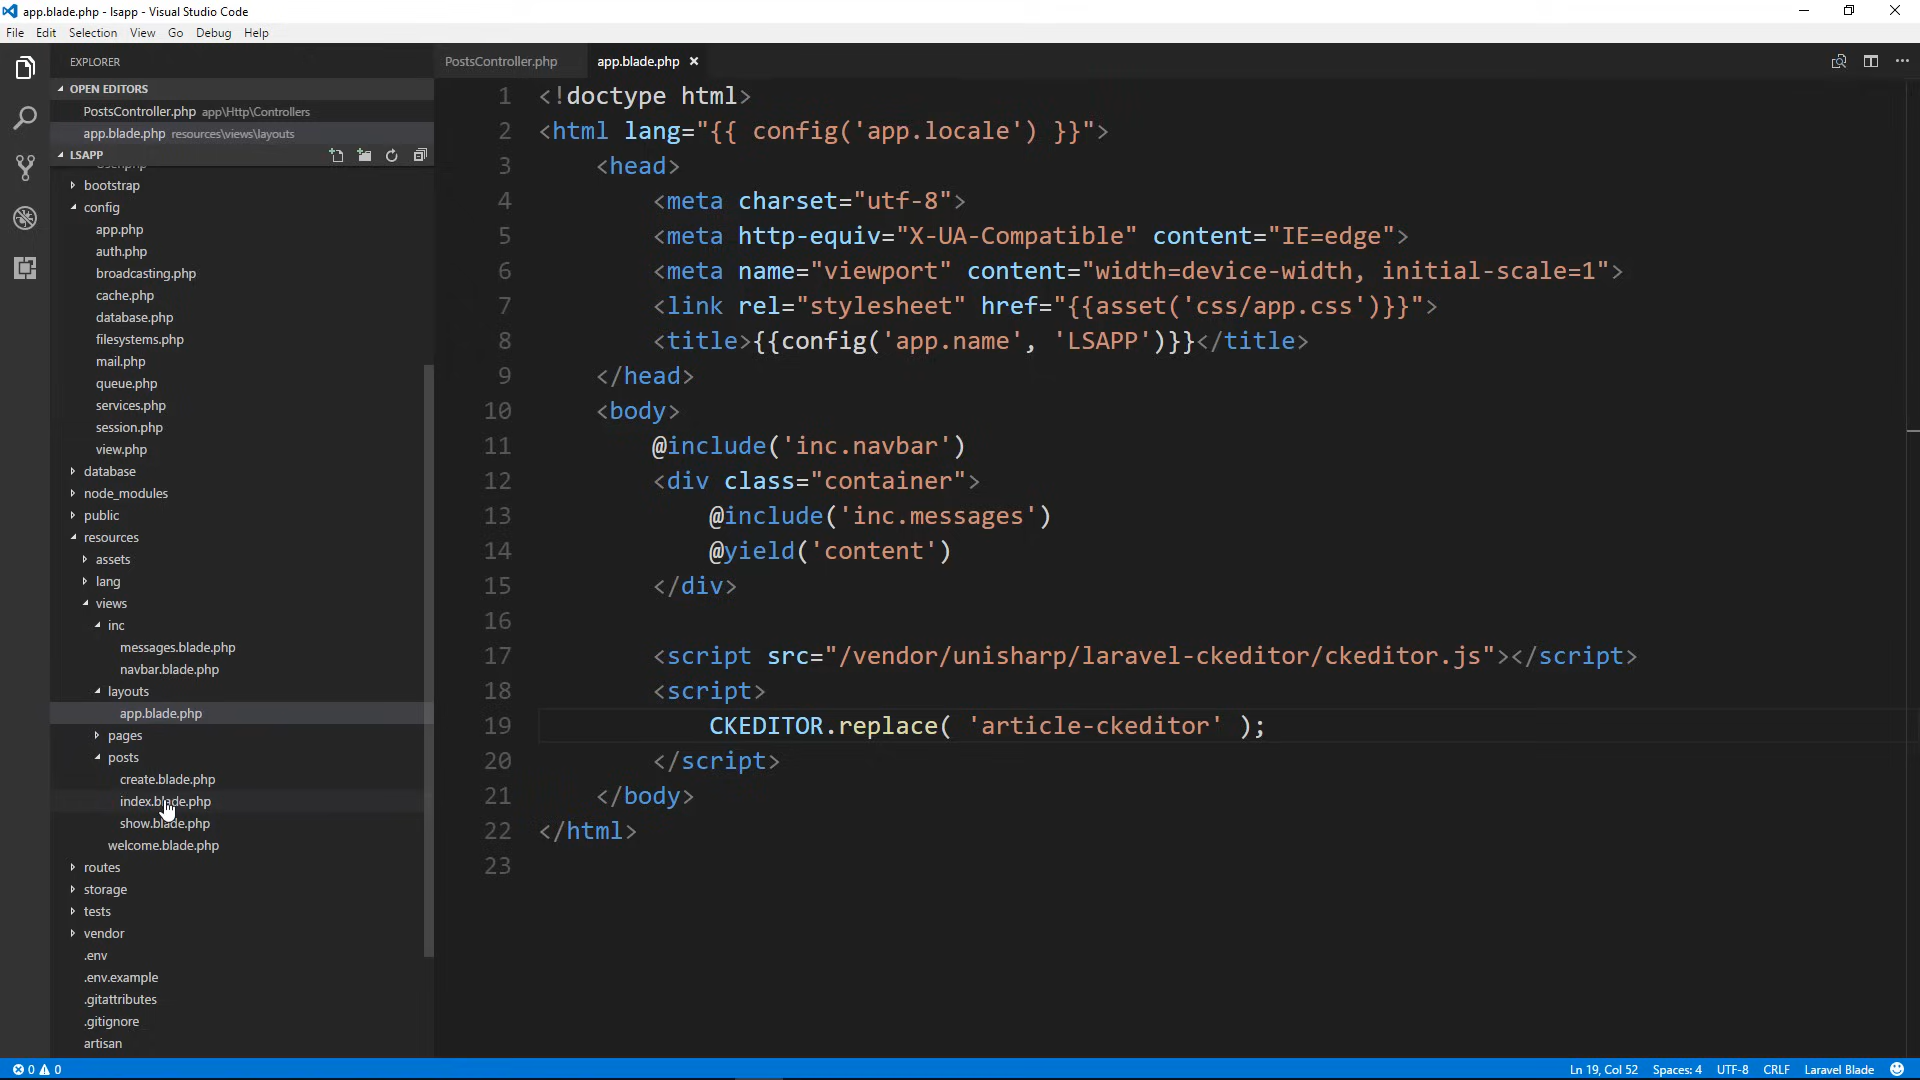 app.blade.php - lsapp - Visual Studio Code
File Edit Selection View Go Debug Help
EXPLORER
OPEN EDITORS
PostsController.php app\Http\Controllers
app.blade.php resources\views\layouts
LSAPP
bootstrap
config
app.php
auth.php
broadcasting.php
cache.php
database.php
filesystems.php
mail.php
queue.php
services.php
session.php
view.php
database
node_modules
public
resources
assets
lang
views
inc
messages.blade.php
navbar.blade.php
layouts
app.blade.php
pages
posts
create.blade.php
index.blade.php
show.blade.php
welcome.blade.php
routes
storage
tests
vendor
.env
.env.example
.gitattributes
.gitignore
artisan
PostsController.php app.blade.php
1 <!doctype html>
2 <html lang="{{ config('app.locale') }}">
3 <head>
4 <meta charset="utf-8">
5 <meta http-equiv="X-UA-Compatible" content="IE=edge">
6 <meta name="viewport" content="width=device-width, initial-scale=1">
7 <link rel="stylesheet" href="{{asset('css/app.css')}}">
8 <title>{{config('app.name', 'LSAPP')}}</title>
9 </head>
10 <body>
11 @include('inc.navbar')
12 <div class="container">
13 @include('inc.messages')
14 @yield('content')
15 </div>
16
17 <script src="/vendor/unisharp/laravel-ckeditor/ckeditor.js"></script>
18 <script>
19 CKEDITOR.replace( 'article-ckeditor' );
20 </script>
21 </body>
22 </html>
23
0 0 Ln 19, Col 52 Spaces: 4 UTF-8 CRLF Laravel Blade